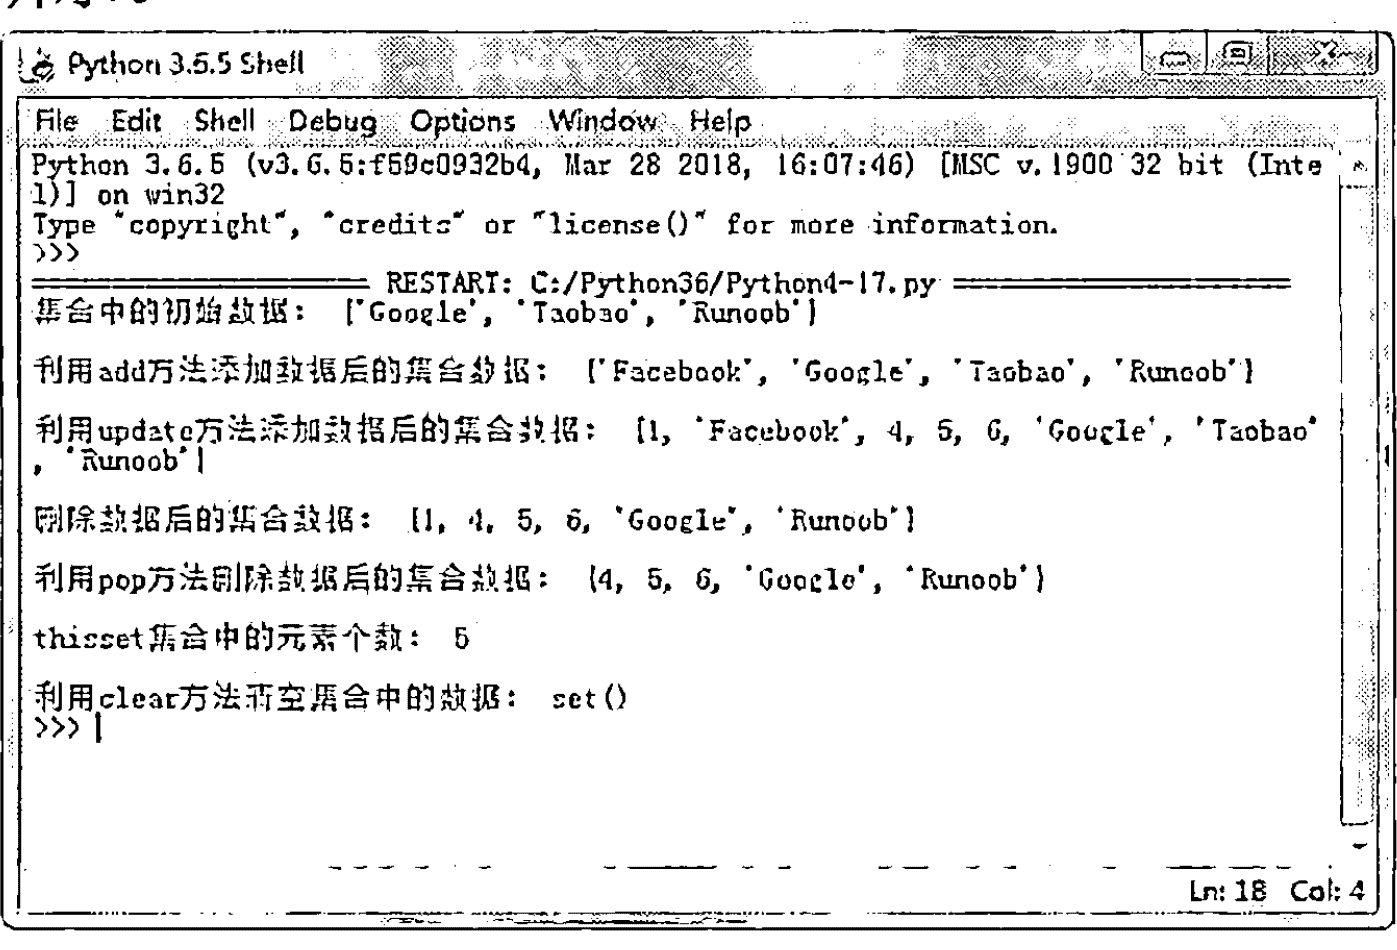 Python 3.6.5 Shell
File Edit Shell Debug Options Window Help
Python 3.6.5 (v3.6.5:f59c0932b4, Mar 28 2018, 16:07:46) [MSC v.1900 32 bit (Inte
l)] on win32
Type "copyright", "credits" or "license()" for more information.
>>>
==================== RESTART: C:/Python36/Python4-17.py ====================
集合中的初始数据： {'Google', 'Taobao', 'Runoob'}
利用add方法添加数据后的集合数据： {'Facebook', 'Google', 'Taobao', 'Runoob'}
利用update方法添加数据后的集合数据： {1, 'Facebook', 4, 5, 6, 'Google', 'Taobao'
, 'Runoob'}
删除数据后的集合数据： {1, 4, 5, 6, 'Google', 'Runoob'}
利用pop方法删除数据后的集合数据： {4, 5, 6, 'Google', 'Runoob'}
thisset集合中的元素个数： 5
利用clear方法清空集合中的数据： set()
>>>
Ln: 18 Col: 4